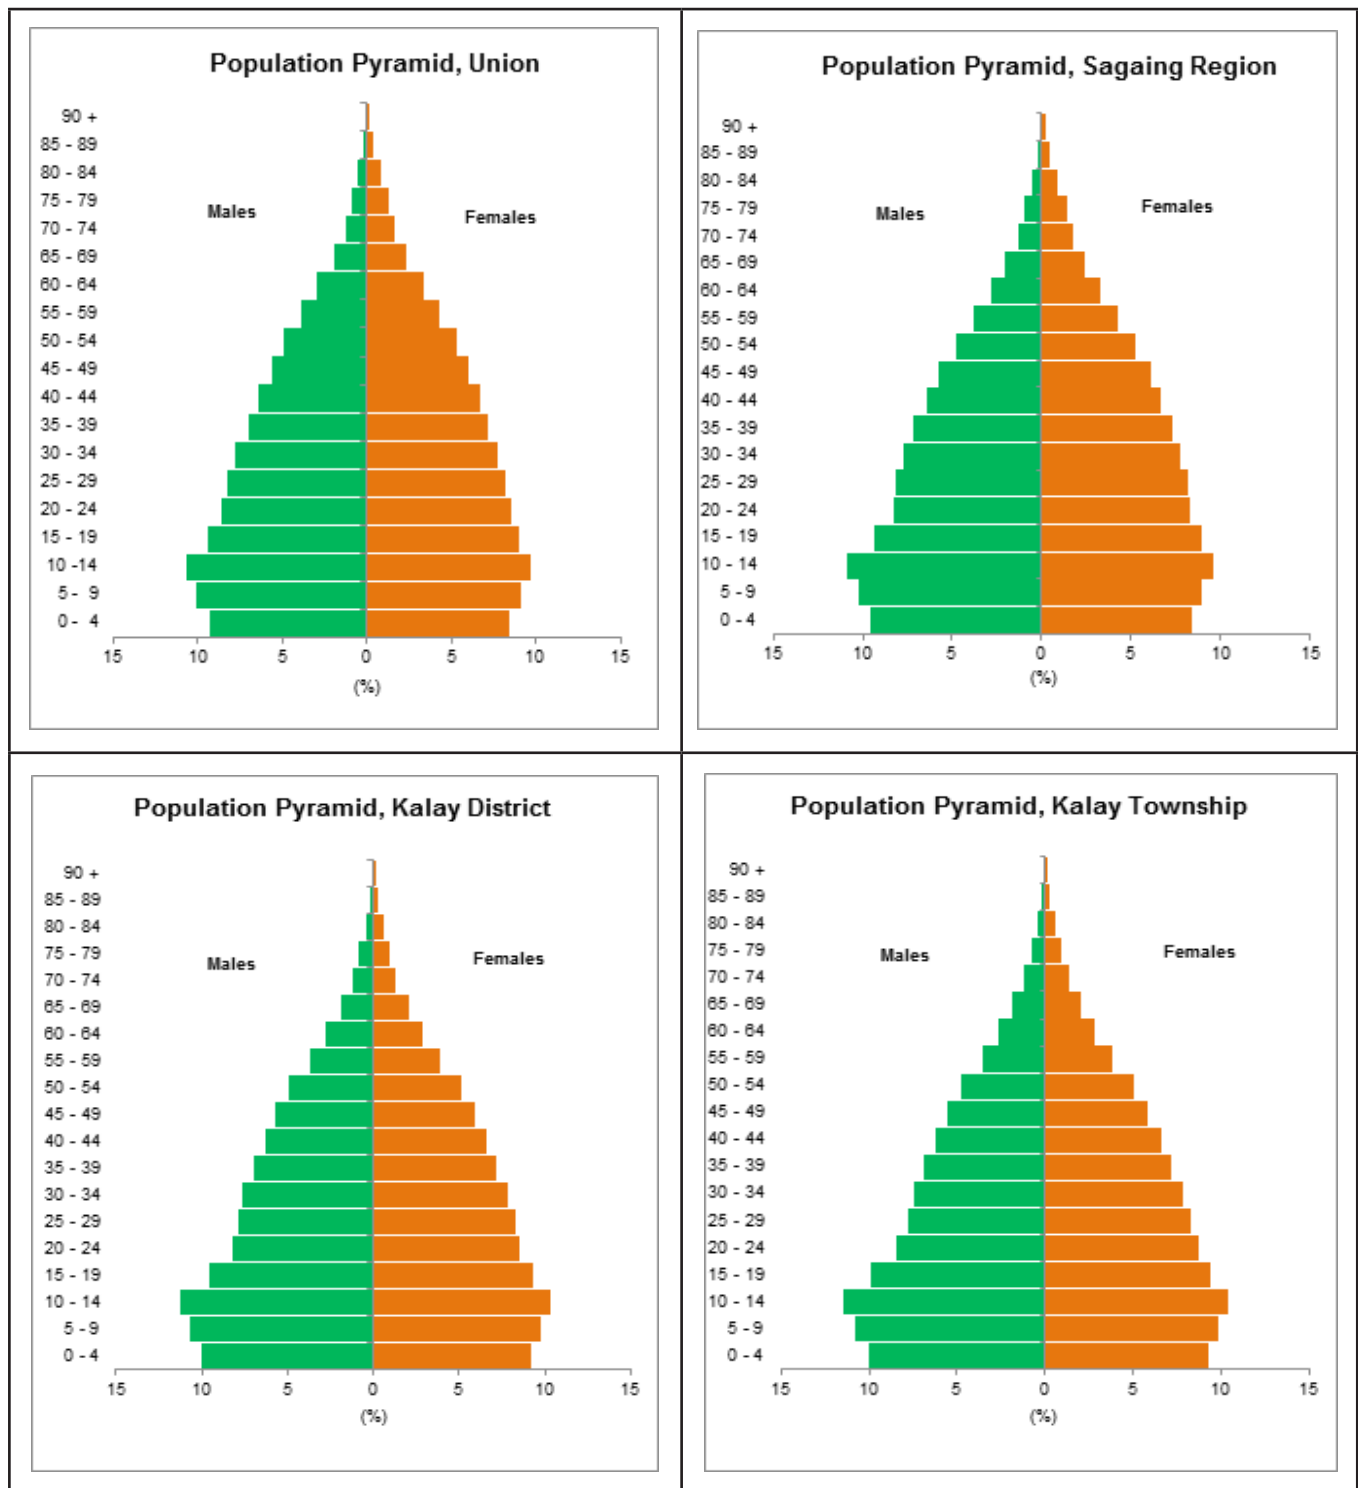 Population Pyramid, Union
90 +
85 - 89
80 - 84
75 - 79
70 - 74
65 - 69
60 - 64
55 - 59
50 - 54
45 - 49
40 - 44
35 - 39
30 - 34
25 - 29
20 - 24
15 - 19
10 -14
5 - 9
0 - 4
Males
Females
15 10 5 0 5 10 15
(%)
Population Pyramid, Sagaing Region
90 +
85 - 89
80 - 84
75 - 79
70 - 74
65 - 69
60 - 64
55 - 59
50 - 54
45 - 49
40 - 44
35 - 39
30 - 34
25 - 29
20 - 24
15 - 19
10 - 14
5 - 9
0 - 4
Males
Females
15 10 5 0 5 10 15
(%)
Population Pyramid, Kalay District
90 +
85 - 89
80 - 84
75 - 79
70 - 74
65 - 69
60 - 64
55 - 59
50 - 54
45 - 49
40 - 44
35 - 39
30 - 34
25 - 29
20 - 24
15 - 19
10 - 14
5 - 9
0 - 4
Males
Females
15 10 5 0 5 10 15
(%)
Population Pyramid, Kalay Township
90 +
85 - 89
80 - 84
75 - 79
70 - 74
65 - 69
60 - 64
55 - 59
50 - 54
45 - 49
40 - 44
35 - 39
30 - 34
25 - 29
20 - 24
15 - 19
10 - 14
5 - 9
0 - 4
Males
Females
15 10 5 0 5 10 15
(%)